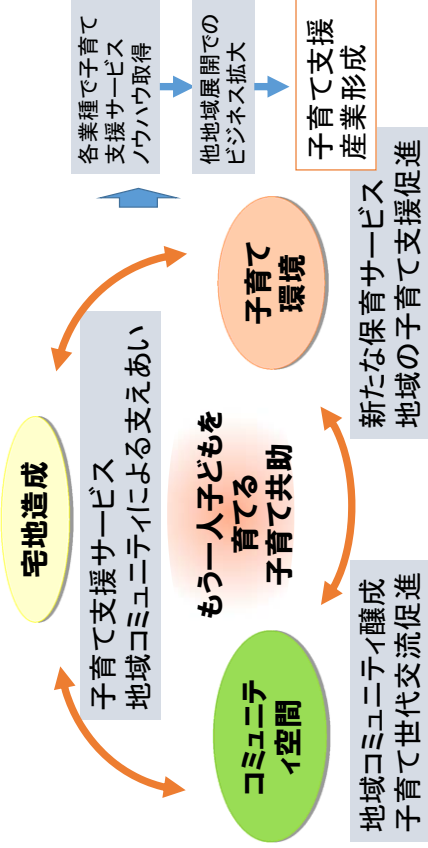 宅地造成
子育て支援サービス
地域コミュニティによる支えあい
もう一人子どもを
育てる
子育て共助
コミュニテ
ィ空間
子育て
環境
地域コミュニティ醸成
子育て世代交流促進
新たな保育サービス
地域の子育て支援促進
各業種で子育て
支援サービス
ノウハウ取得
他地域展開での
ビジネス拡大
子育て支援
産業形成